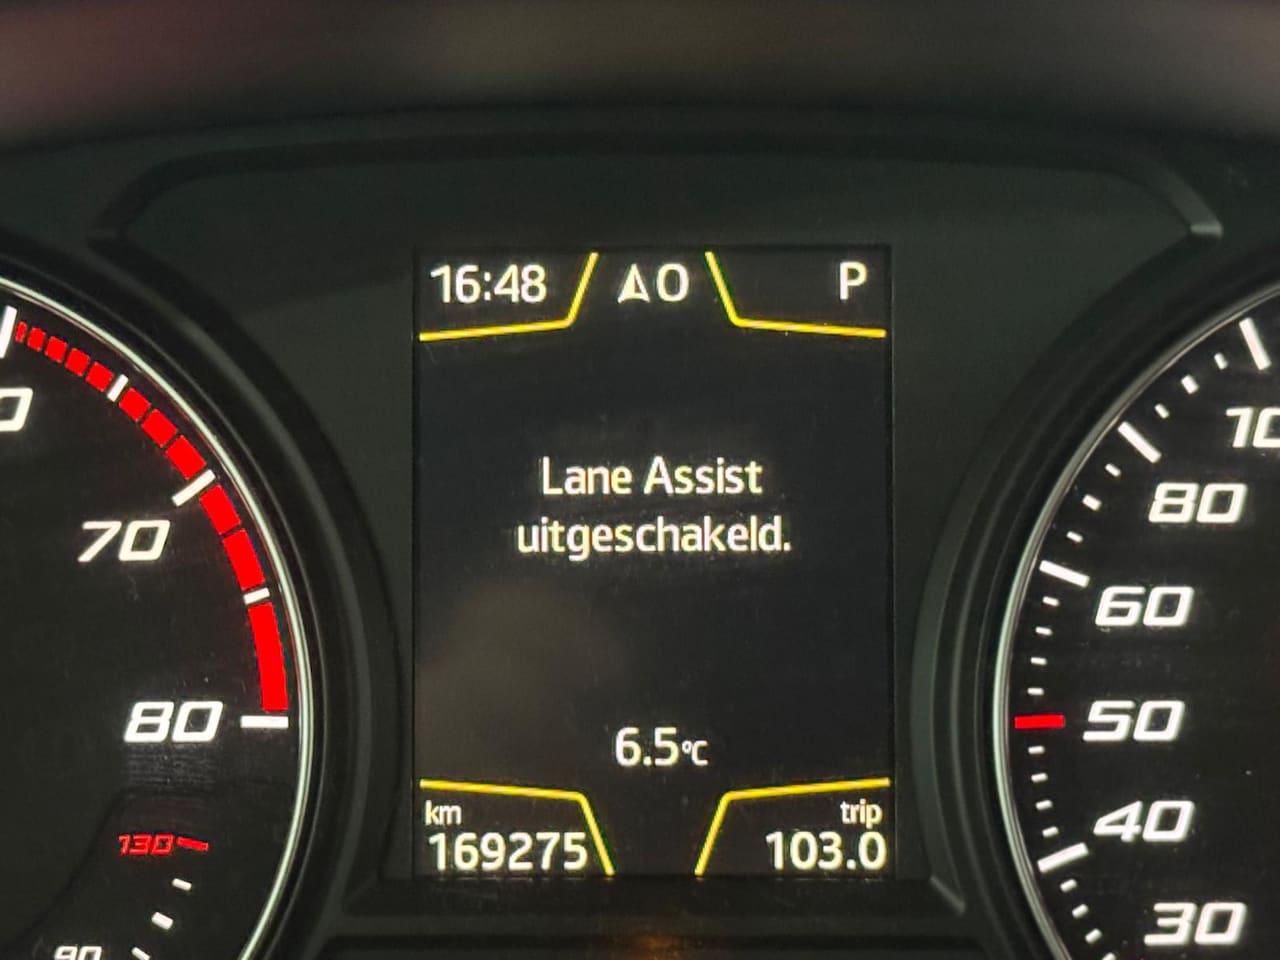 16:48 O P
70
80
130
90
Lane Assist
uitgeschakeld.
6.5°C
km
169275
trip
103.0
80
60
50
40
30